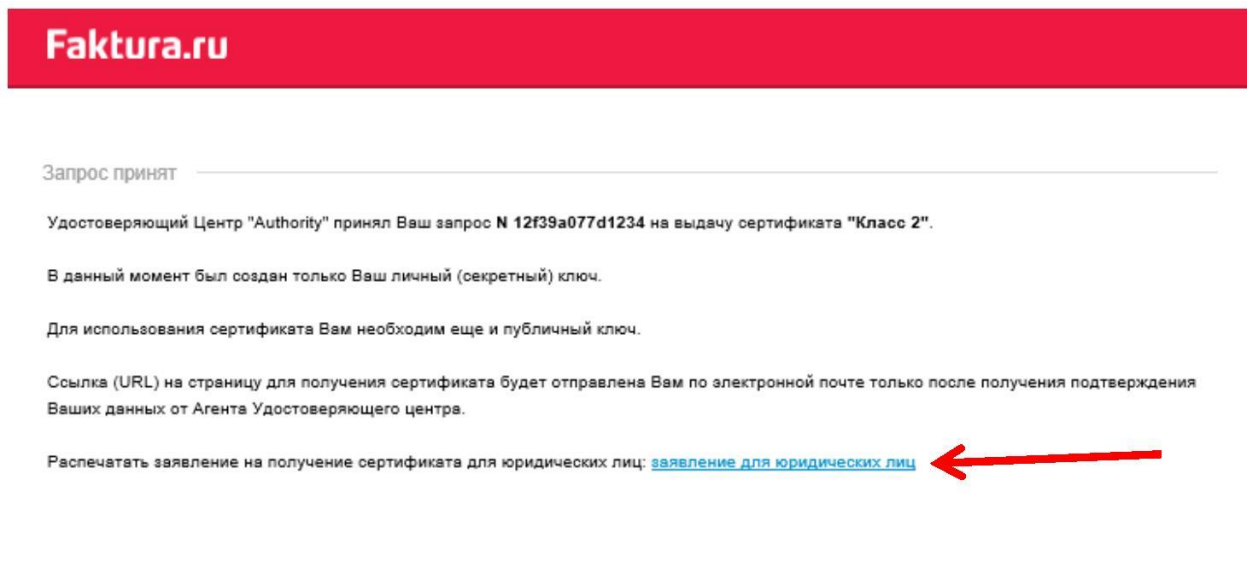 Faktura.ru
Запрос принят
Удостоверяющий Центр "Authority" принял Ваш запрос N 12f39a077d1234 на выдачу сертификата "Класс 2".
В данный момент был создан только Ваш личный (секретный) ключ.
Для использования сертификата Вам необходим еще и публичный ключ.
Ссылка (URL) на страницу для получения сертификата будет отправлена Вам по электронной почте только после получения подтверждения
Ваших данных от Агента Удостоверяющего центра.
Распечатать заявление на получение сертификата для юридических лиц: заявление для юридических лиц